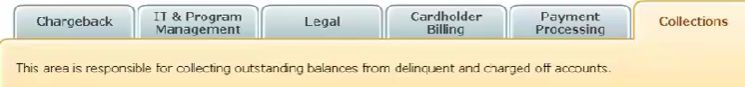 Chargeback
IT & Program
Management
Legal
Cardholder
Billing
Payment
Processing
Collections
This area is responsible for collecting outstanding balances from delinquent and charged off accounts.